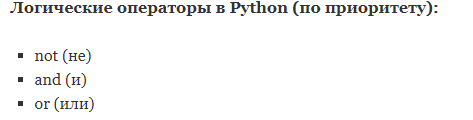 Логические операторы в Python (по приоритету):
▪ not (не)
▪ and (и)
▪ or (или)